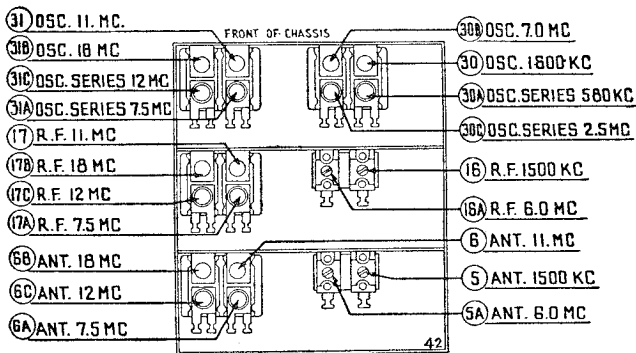 FRONT OF CHASSIS
31 OSC. 11. MC.
31B OSC. 18 MC
31C OSC. SERIES 12 MC
31A OSC. SERIES 7.5 MC
17 R.F. 11. MC
17B R.F. 18 MC
17C R.F. 12 MC
17A R.F. 7.5 MC
6B ANT. 18 MC
6C ANT. 12 MC
6A ANT. 7.5 MC
30B OSC. 7.0 MC
30 OSC. 1800 KC
30A OSC. SERIES 580 KC
30C OSC. SERIES 2.5 MC
16 R.F. 1500 KC
16A R.F. 6.0 MC
6 ANT. 11. MC
5 ANT. 1500 KC
5A ANT. 6.0 MC
42